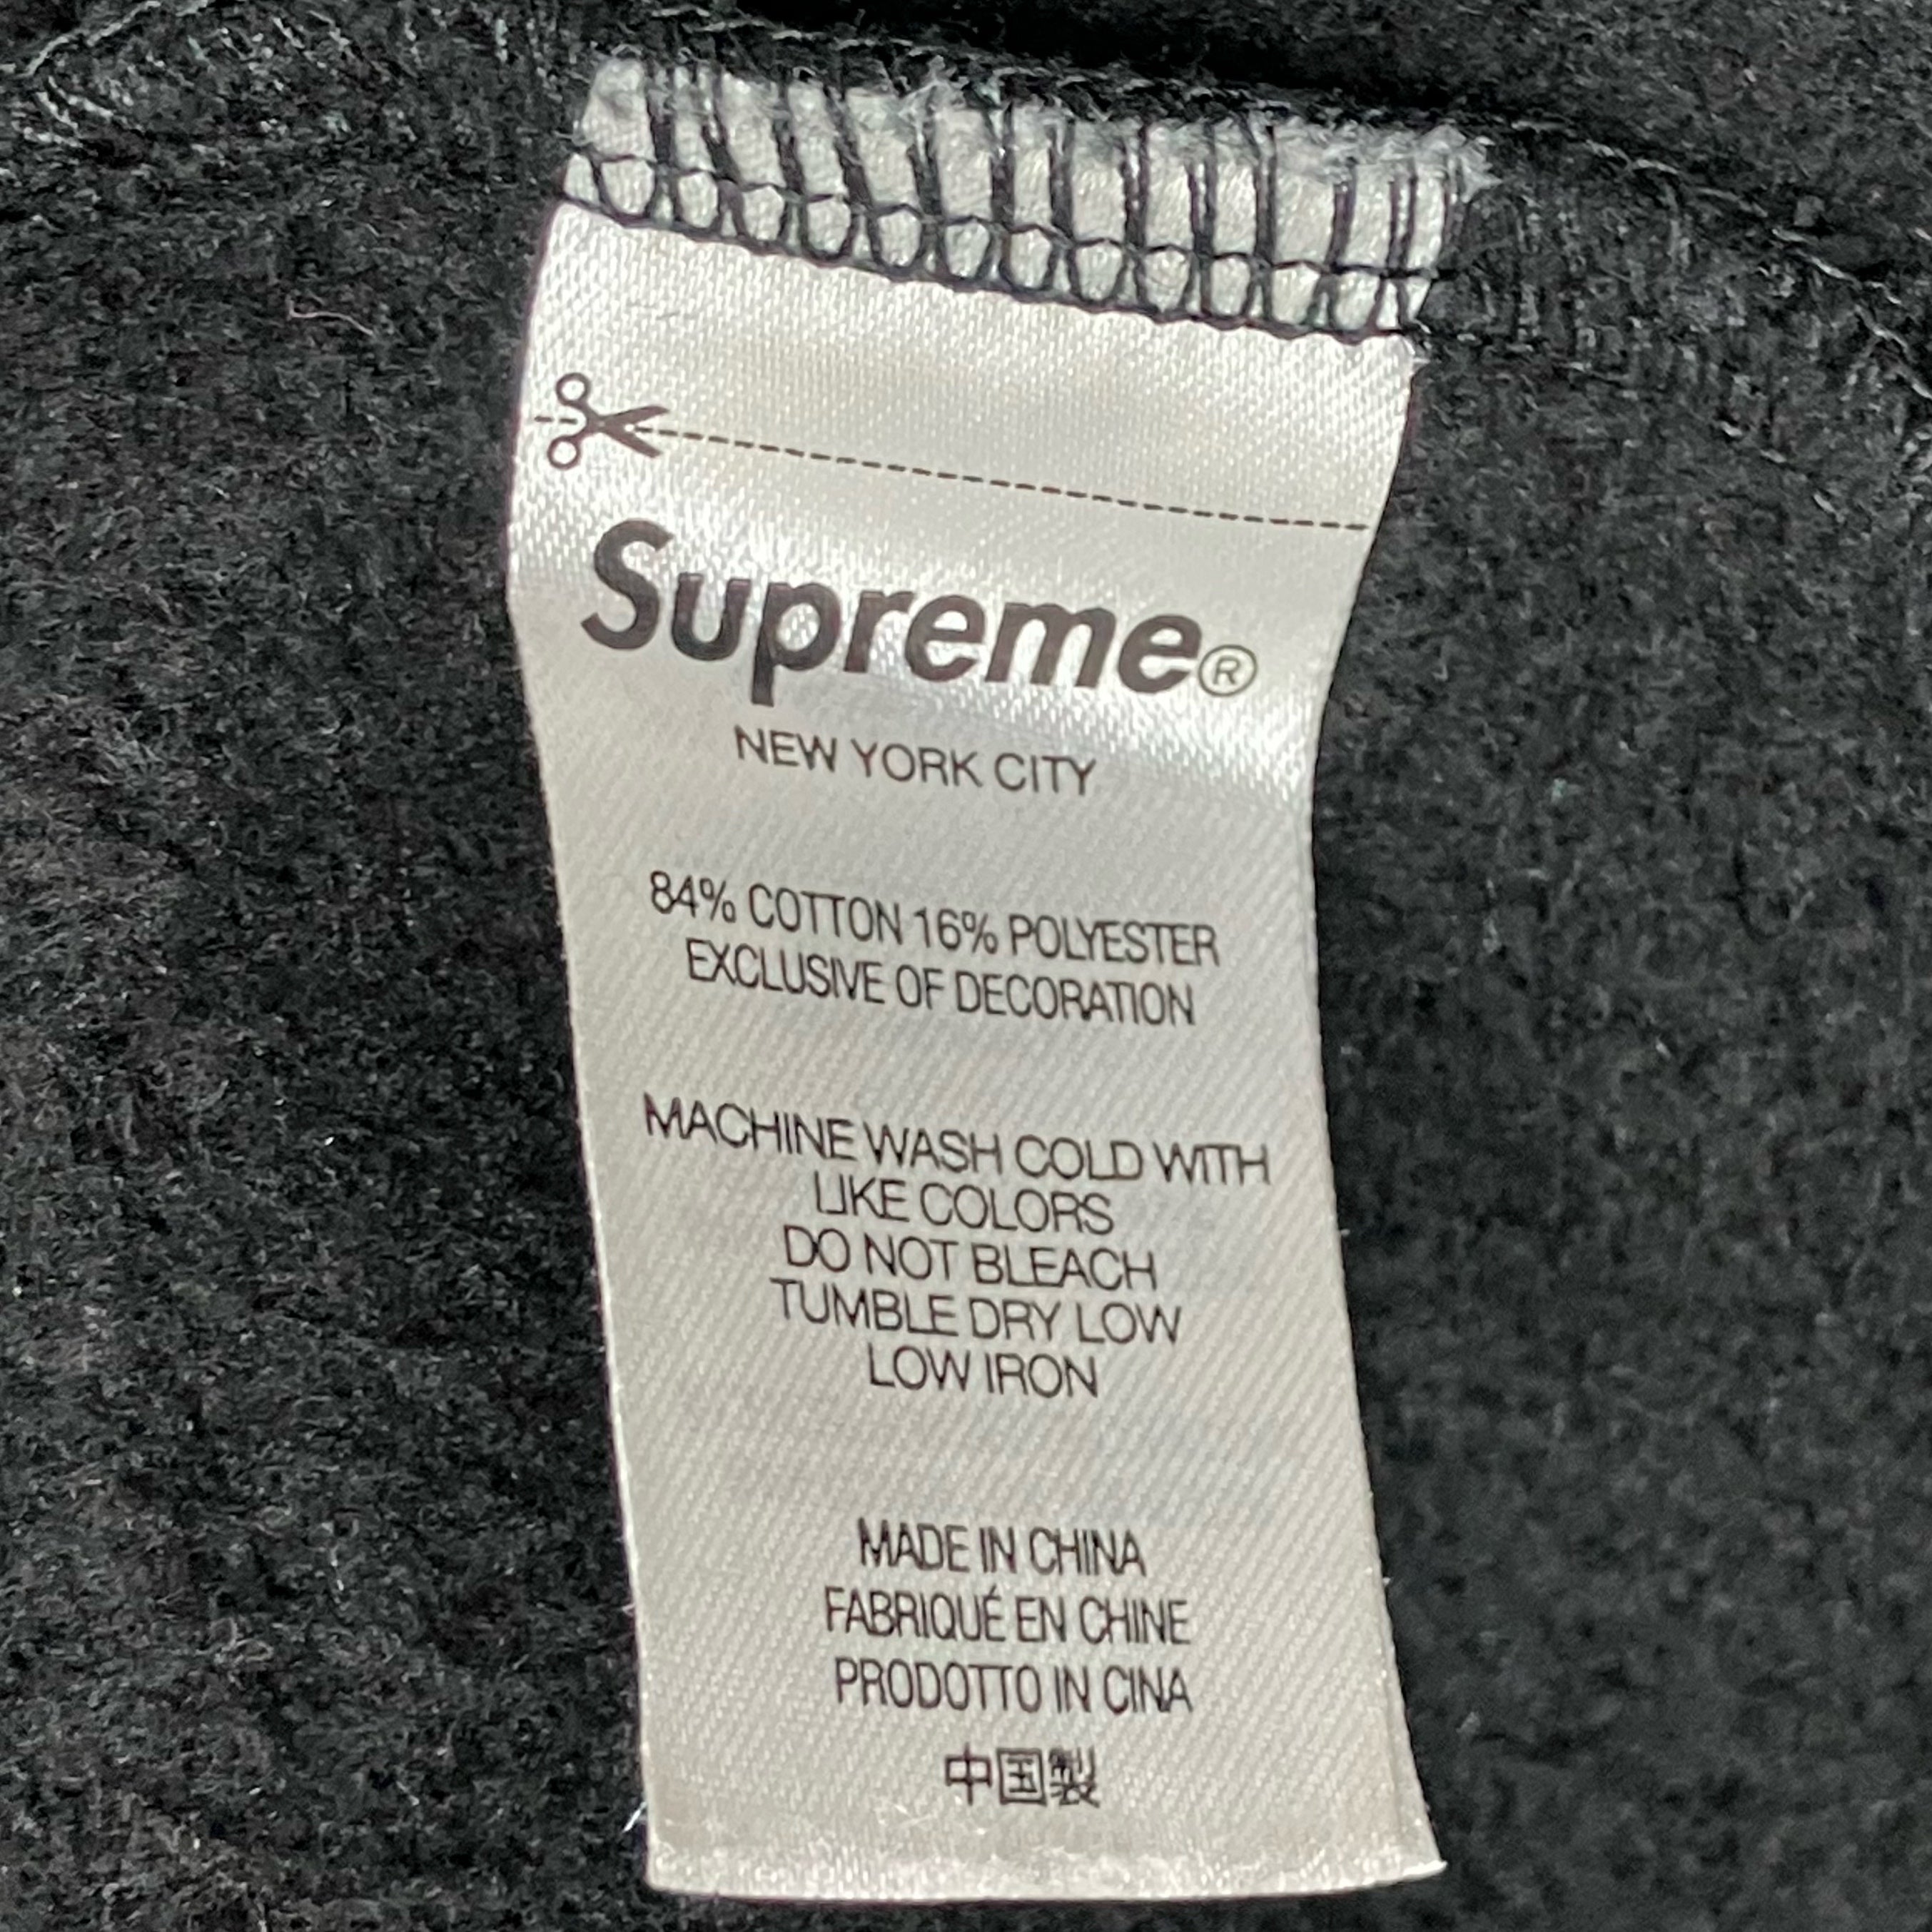 Supreme®
NEW YORK CITY
84% COTTON 16% POLYESTER
EXCLUSIVE OF DECORATION
MACHINE WASH COLD WITH
LIKE COLORS
DO NOT BLEACH
TUMBLE DRY LOW
LOW IRON
MADE IN CHINA
FABRIQUÉ EN CHINE
PRODOTTO IN CINA
中国製